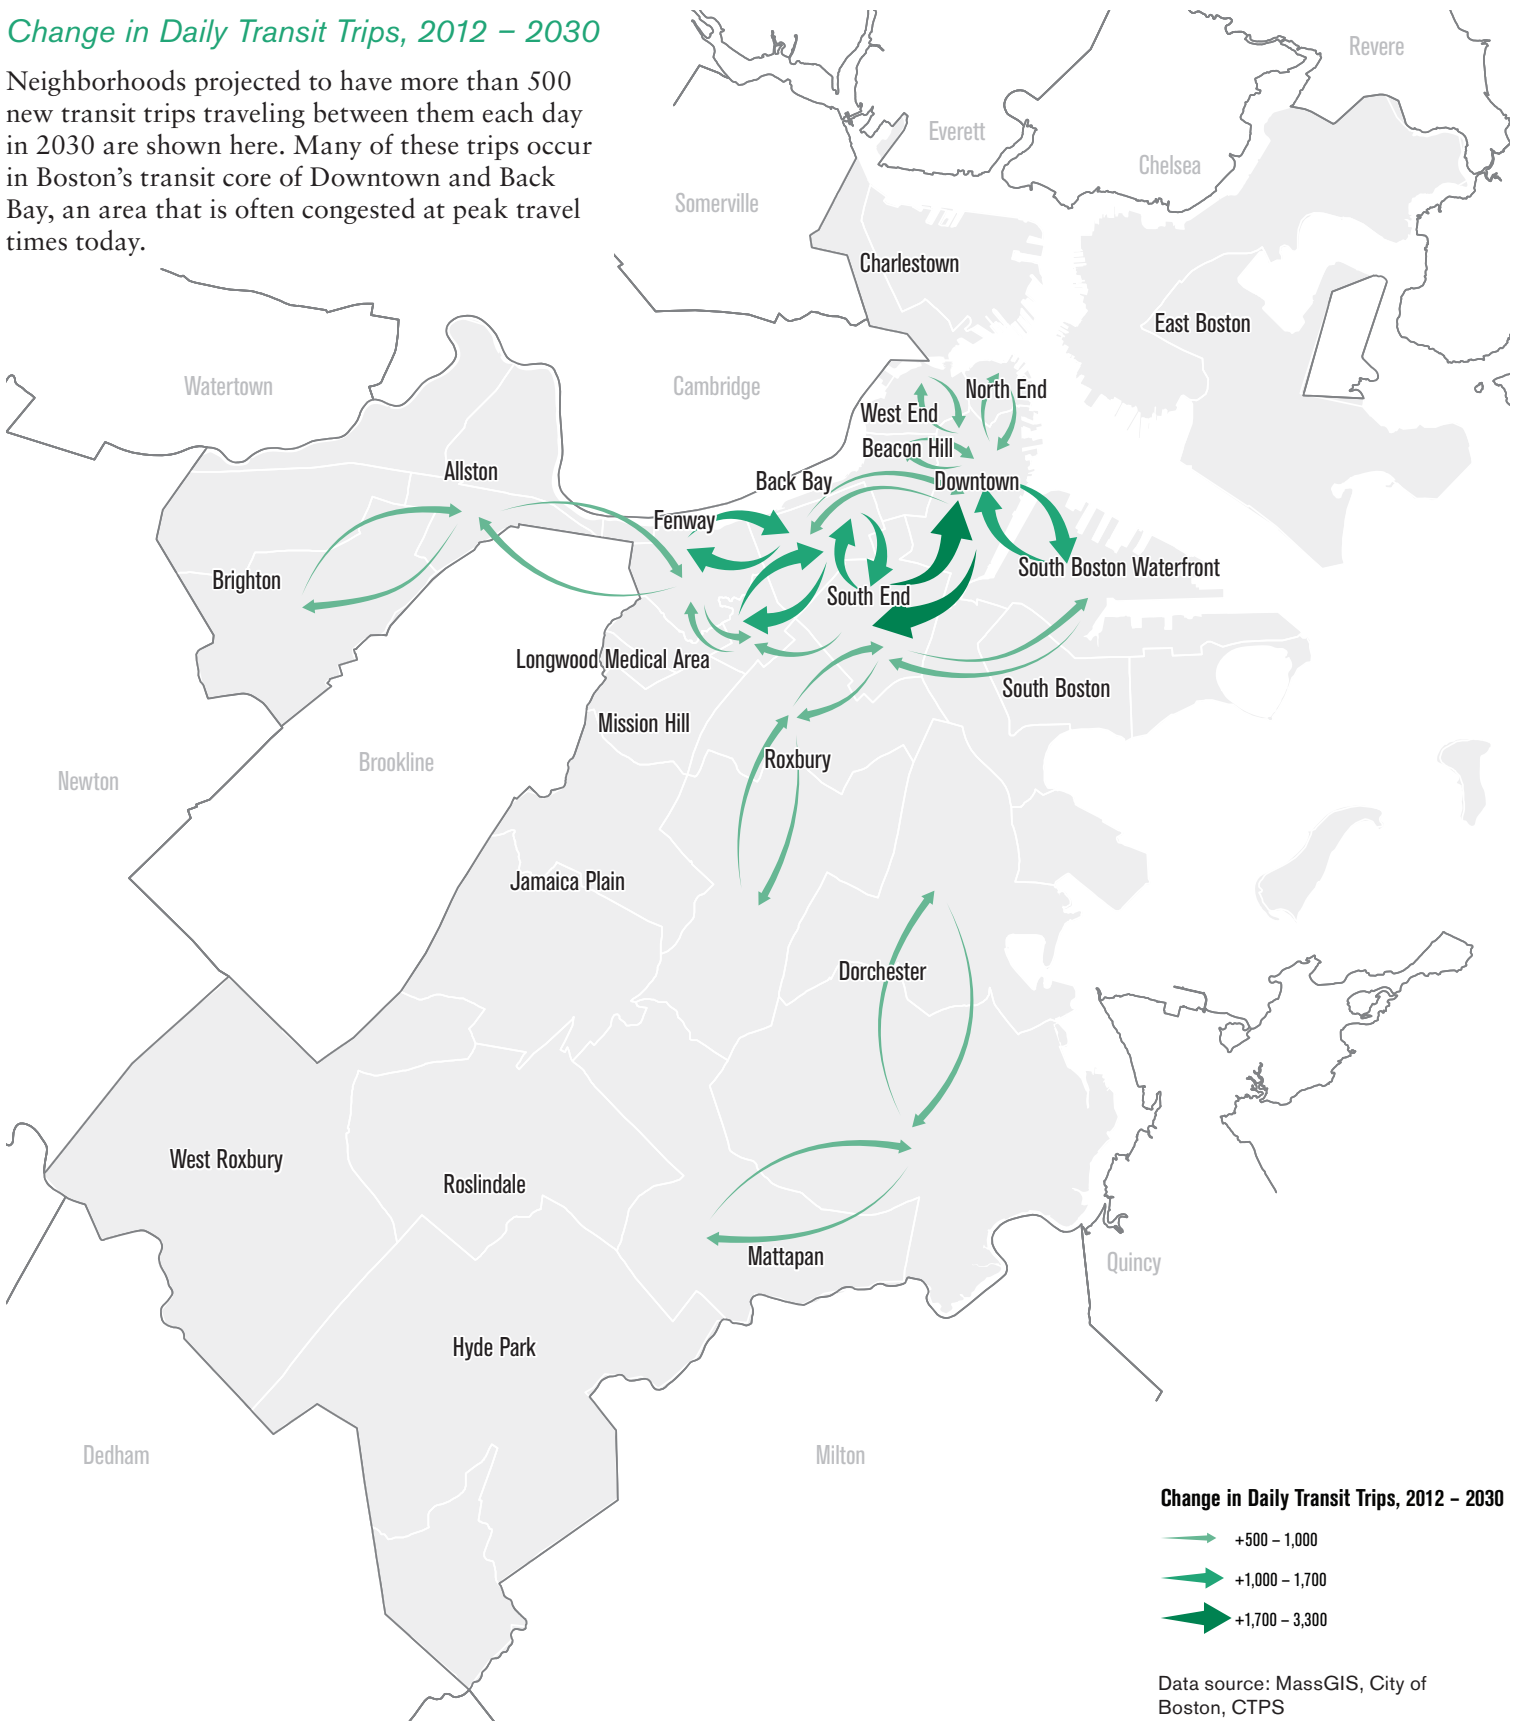 Change in Daily Transit Trips, 2012 – 2030
Neighborhoods projected to have more than 500
new transit trips traveling between them each day
in 2030 are shown here. Many of these trips occur
in Boston’s transit core of Downtown and Back
Bay, an area that is often congested at peak travel
times today.
Revere
Everett
Chelsea
Somerville
Charlestown
East Boston
Watertown
Cambridge
North End
West End
Beacon Hill
Allston
Back Bay
Downtown
Fenway
South Boston Waterfront
Brighton
South End
Longwood Medical Area
South Boston
Mission Hill
Roxbury
Brookline
Newton
Jamaica Plain
Dorchester
West Roxbury
Roslindale
Mattapan
Quincy
Hyde Park
Dedham
Milton
Change in Daily Transit Trips, 2012 – 2030
+500 – 1,000
+1,000 – 1,700
+1,700 – 3,300
Data source: MassGIS, City of
Boston, CTPS